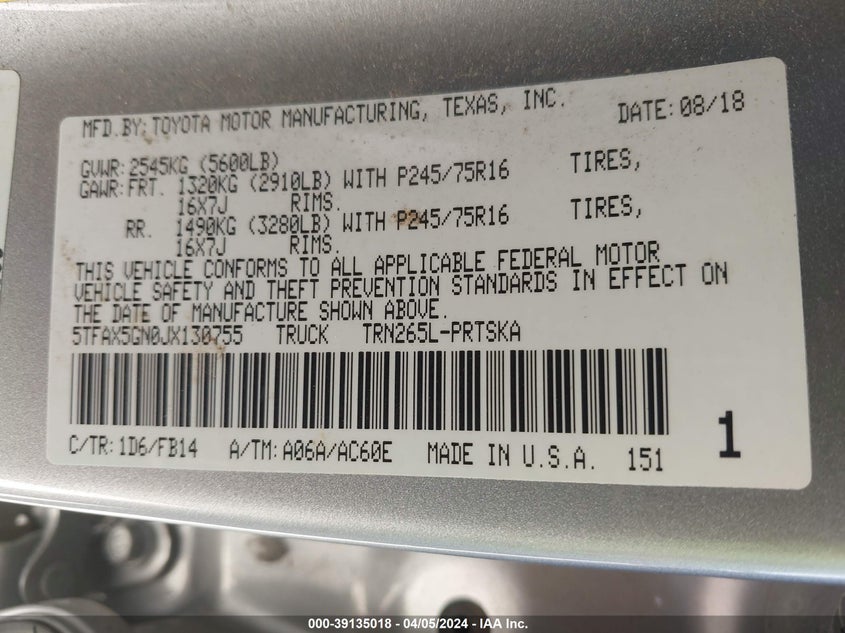 MFD.BY:TOYOTA MOTOR MANUFACTURING, TEXAS, INC. DATE:08/18
GVWR:2545KG (5600LB)
GAWR:FRT. 1320KG (2910LB) WITH P245/75R16 TIRES,
16X7J RIMS.
RR. 1490KG (3280LB) WITH P245/75R16 TIRES,
16X7J RIMS.
THIS VEHICLE CONFORMS TO ALL APPLICABLE FEDERAL MOTOR
VEHICLE SAFETY AND THEFT PREVENTION STANDARDS IN EFFECT ON
THE DATE OF MANUFACTURE SHOWN ABOVE.
5TFAX5GN0JX130755 TRUCK TRN265L-PRTSKA
C/TR:1D6/FB14 A/TM:A06A/AC60E MADE IN U.S.A. 151 1
000-39135018 - 04/05/2024 - IAA Inc.